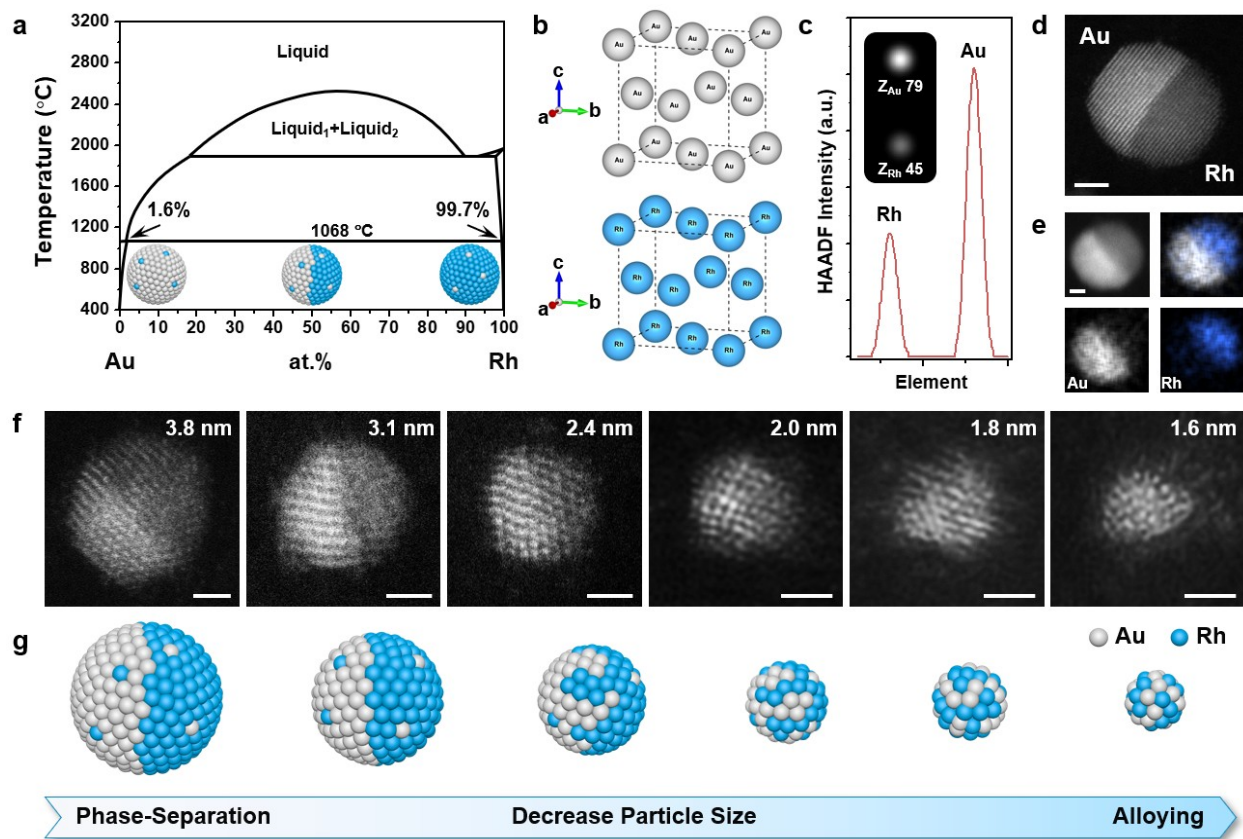 a
Temperature (°C)
3200
2800
2400
2000
1600
1200
800
400
Liquid
Liquid₁+Liquid₂
1.6%
99.7%
1068 °C
0 10 20 30 40 50 60 70 80 90 100
Au at.% Rh
b
Au Au Au
Au Au
Au Au Au Au
Au Au Au
Au Au
c
a b
Rh Rh Rh
Rh Rh
Rh Rh Rh Rh
Rh Rh Rh
Rh Rh
c
a b
c
HAADF Intensity (a.u.)
Z_Au 79
Z_Rh 45
Rh
Au
Element
d
Au
Rh
e
Au
Rh
f
3.8 nm
3.1 nm
2.4 nm
2.0 nm
1.8 nm
1.6 nm
g
Au Rh
Phase-Separation Decrease Particle Size Alloying